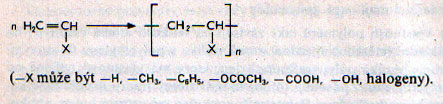 n H₂C=CH → [CH₂—CH]ₙ
X X
(—X může být —H, —CH₃, —C₆H₅, —OCOCH₃, —COOH, —OH, halogeny).